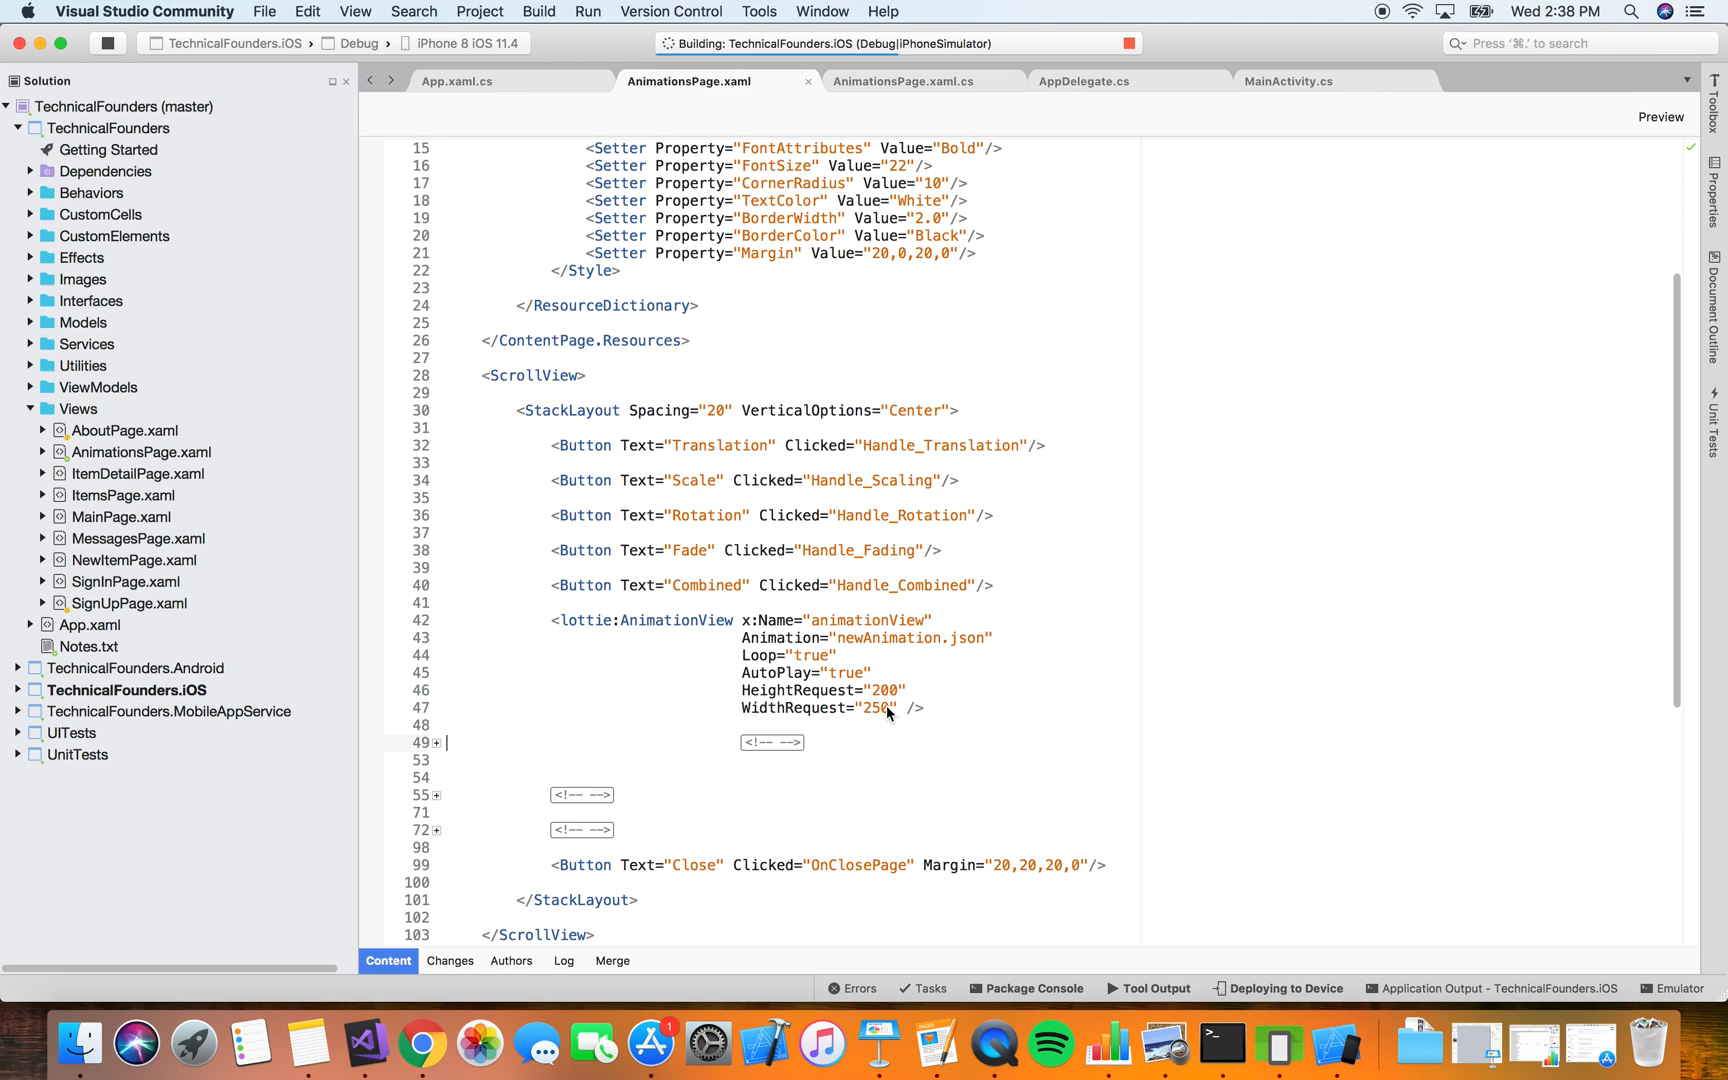 Visual Studio Community File Edit View Search Project Build Run Version Control Tools Window Help Wed 2:38 PM
TechnicalFounders.iOS › Debug › iPhone 8 iOS 11.4 Building: TechnicalFounders.iOS (Debug|iPhoneSimulator) Press '⌘.' to search
Solution
App.xaml.cs AnimationsPage.xaml AnimationsPage.xaml.cs AppDelegate.cs MainActivity.cs
Preview
TechnicalFounders (master)
TechnicalFounders
Getting Started
Dependencies
Behaviors
CustomCells
CustomElements
Effects
Images
Interfaces
Models
Services
Utilities
ViewModels
Views
AboutPage.xaml
AnimationsPage.xaml
ItemDetailPage.xaml
ItemsPage.xaml
MainPage.xaml
MessagesPage.xaml
NewItemPage.xaml
SignInPage.xaml
SignUpPage.xaml
App.xaml
Notes.txt
TechnicalFounders.Android
TechnicalFounders.iOS
TechnicalFounders.MobileAppService
UITests
UnitTests
15 <Setter Property="FontAttributes" Value="Bold"/>
16 <Setter Property="FontSize" Value="22"/>
17 <Setter Property="CornerRadius" Value="10"/>
18 <Setter Property="TextColor" Value="White"/>
19 <Setter Property="BorderWidth" Value="2.0"/>
20 <Setter Property="BorderColor" Value="Black"/>
21 <Setter Property="Margin" Value="20,0,20,0"/>
22 </Style>
23
24 </ResourceDictionary>
25
26 </ContentPage.Resources>
27
28 <ScrollView>
29
30 <StackLayout Spacing="20" VerticalOptions="Center">
31
32 <Button Text="Translation" Clicked="Handle_Translation"/>
33
34 <Button Text="Scale" Clicked="Handle_Scaling"/>
35
36 <Button Text="Rotation" Clicked="Handle_Rotation"/>
37
38 <Button Text="Fade" Clicked="Handle_Fading"/>
39
40 <Button Text="Combined" Clicked="Handle_Combined"/>
41
42 <lottie:AnimationView x:Name="animationView"
43 Animation="newAnimation.json"
44 Loop="true"
45 AutoPlay="true"
46 HeightRequest="200"
47 WidthRequest="250" />
48
49 <!-- -->
53
54
55 <!-- -->
71
72 <!-- -->
98
99 <Button Text="Close" Clicked="OnClosePage" Margin="20,20,20,0"/>
100
101 </StackLayout>
102
103 </ScrollView>
Toolbox
Properties
Document Outline
Unit Tests
Content Changes Authors Log Merge
Errors Tasks Package Console Tool Output Deploying to Device Application Output - TechnicalFounders.iOS Emulator
1